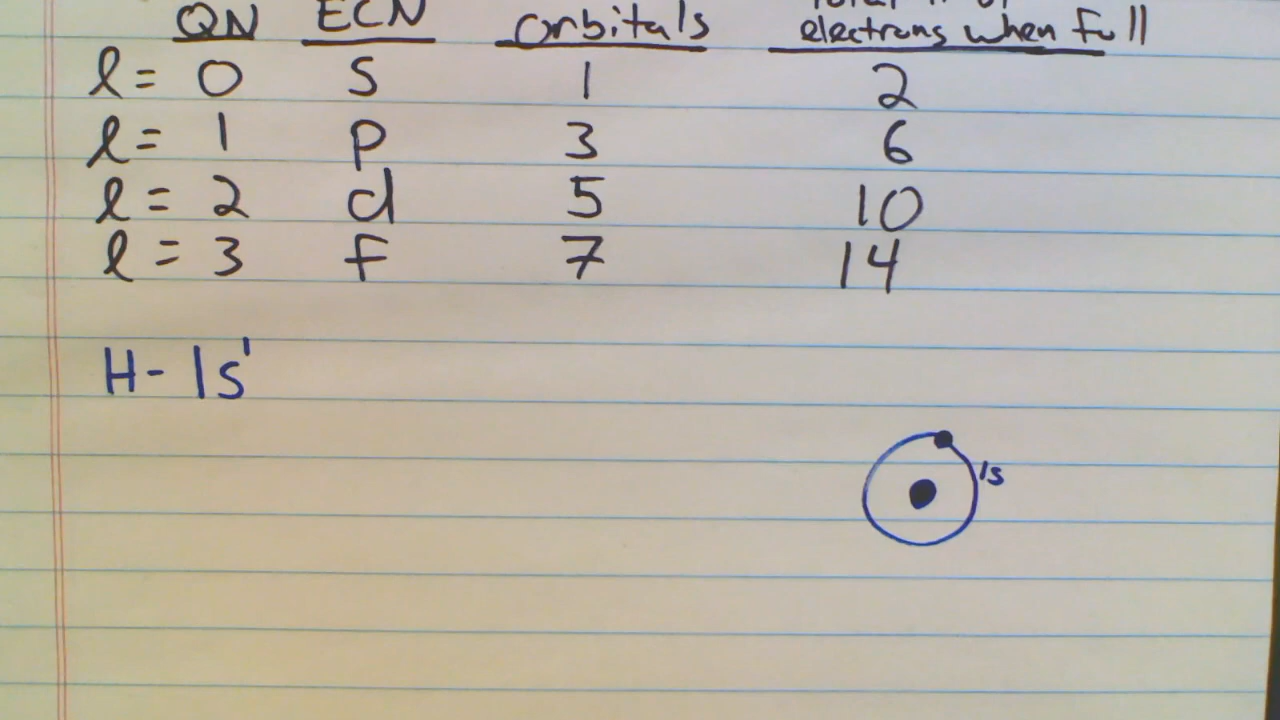 QN ECN orbitals electrons when full
l = 0 s 1 2
l = 1 p 3 6
l = 2 d 5 10
l = 3 f 7 14
H - 1s¹
1s